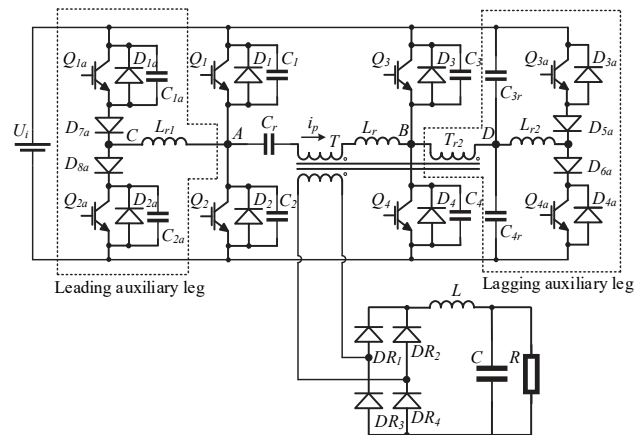 Q1a D1a C1a
Q1 D1 C1
Q3 D3 C3
Q3a D3a
C3r
D7a C Lr1 A Cr ip T Lr B Tr2 D Lr2 D5a
Ui
D8a D6a
Q2a D2a C2a
Q2 D2 C2
Q4 D4 C4
C4r
Q4a D4a
Leading auxiliary leg
Lagging auxiliary leg
L
DR1 DR2 C R
DR3 DR4